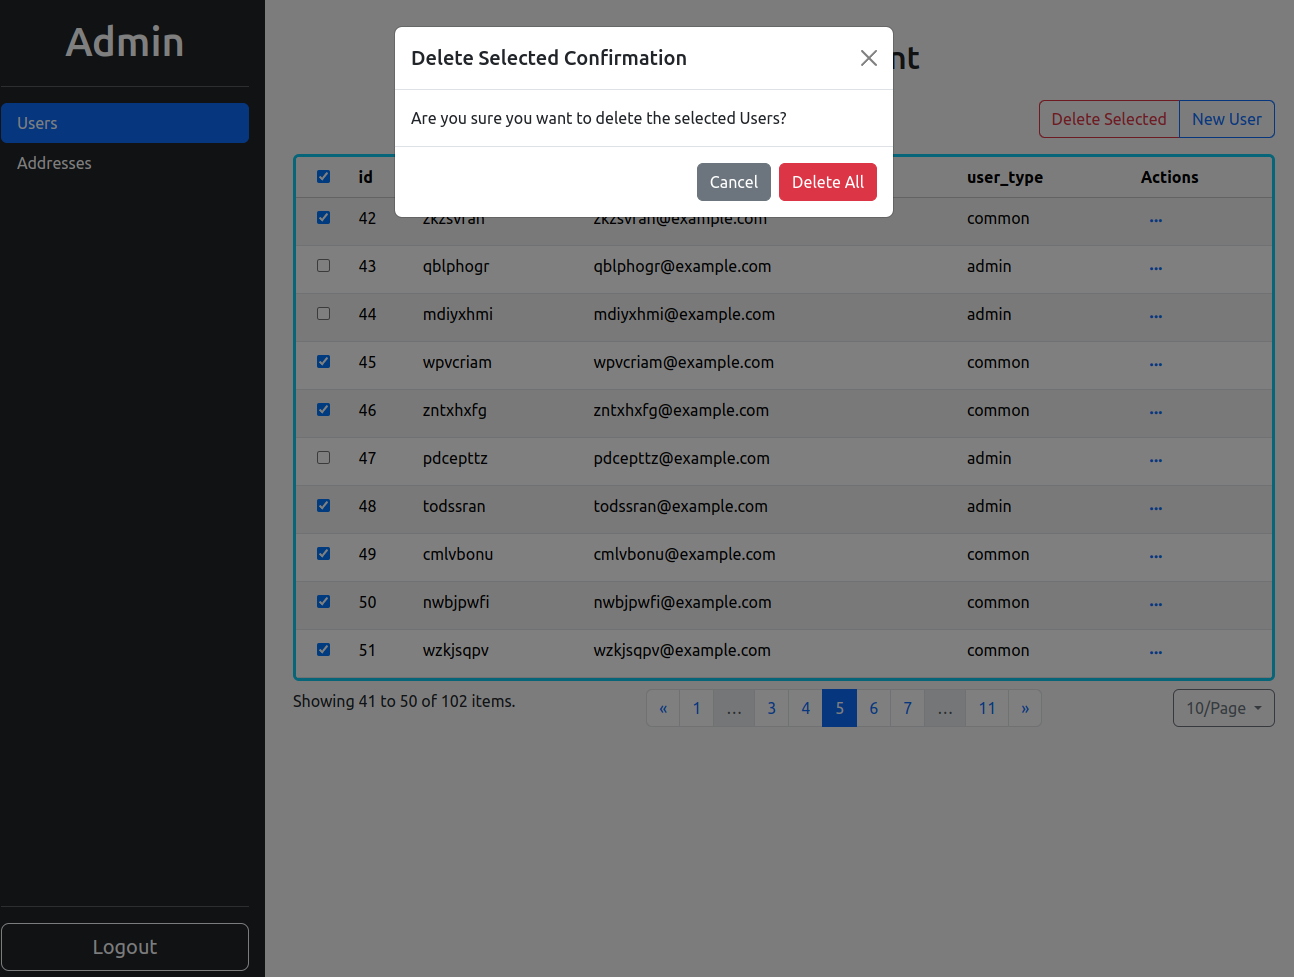 Admin
Users
Addresses
Logout
Delete Selected Confirmation
Are you sure you want to delete the selected Users?
Cancel Delete All
nt
Delete Selected New User
id user_type Actions
42 zkzsvran zkzsvran@example.com common ...
43 qblphogr qblphogr@example.com admin ...
44 mdiyxhmi mdiyxhmi@example.com admin ...
45 wpvcriam wpvcriam@example.com common ...
46 zntxhxfg zntxhxfg@example.com common ...
47 pdcepttz pdcepttz@example.com admin ...
48 todssran todssran@example.com admin ...
49 cmlvbonu cmlvbonu@example.com common ...
50 nwbjpwfi nwbjpwfi@example.com common ...
51 wzkjsqpv wzkjsqpv@example.com common ...
Showing 41 to 50 of 102 items. « 1 ... 3 4 5 6 7 ... 11 » 10/Page